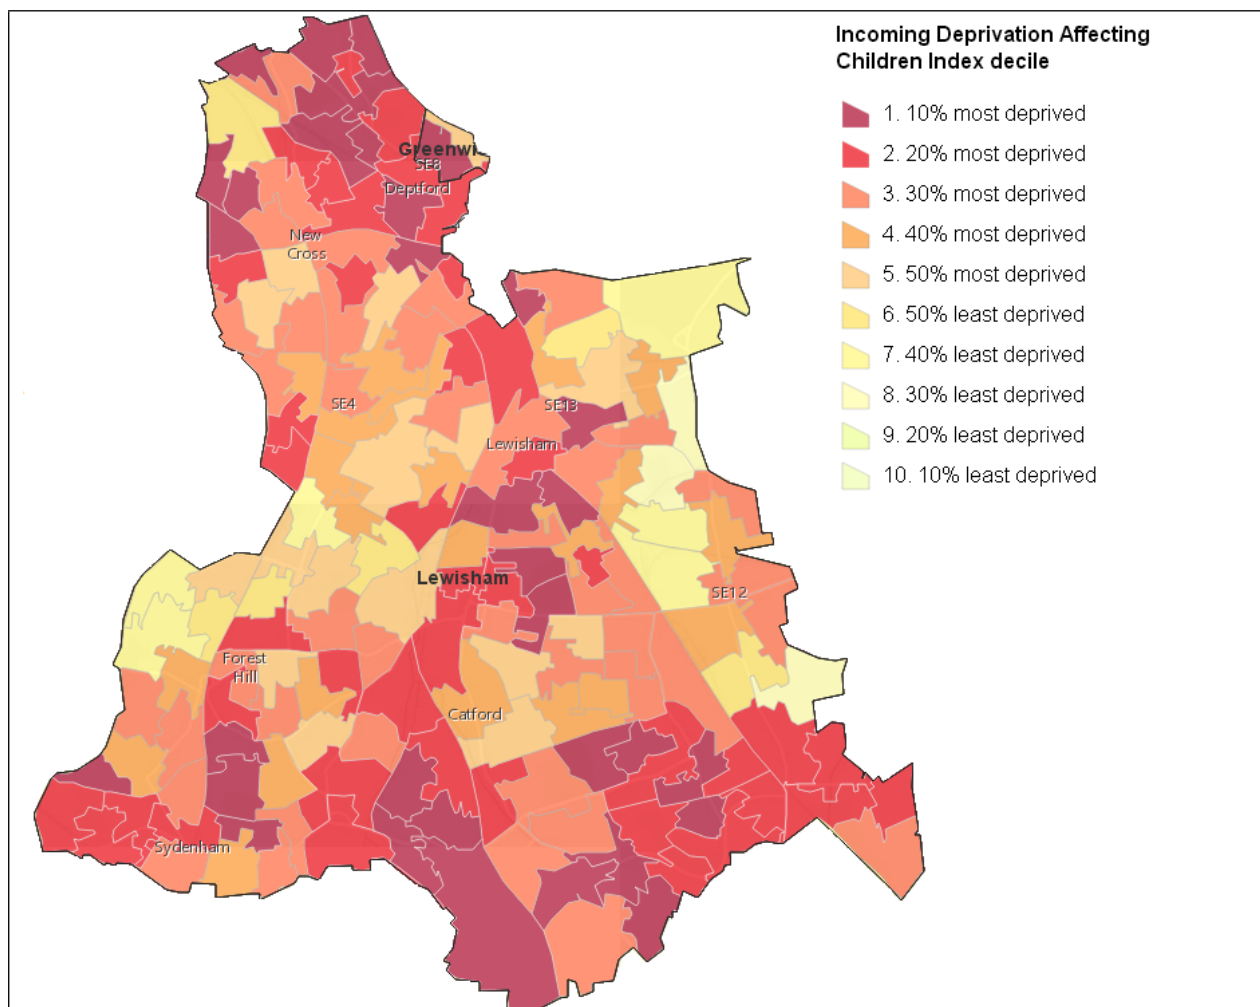 Incoming Deprivation Affecting
Children Index decile
1. 10% most deprived
2. 20% most deprived
3. 30% most deprived
4. 40% most deprived
5. 50% most deprived
6. 50% least deprived
7. 40% least deprived
8. 30% least deprived
9. 20% least deprived
10. 10% least deprived
Greenwi
SE8
Deptford
New
Cross
SE4
SE13
Lewisham
Lewisham
SE12
Forest
Hill
Catford
Sydenham